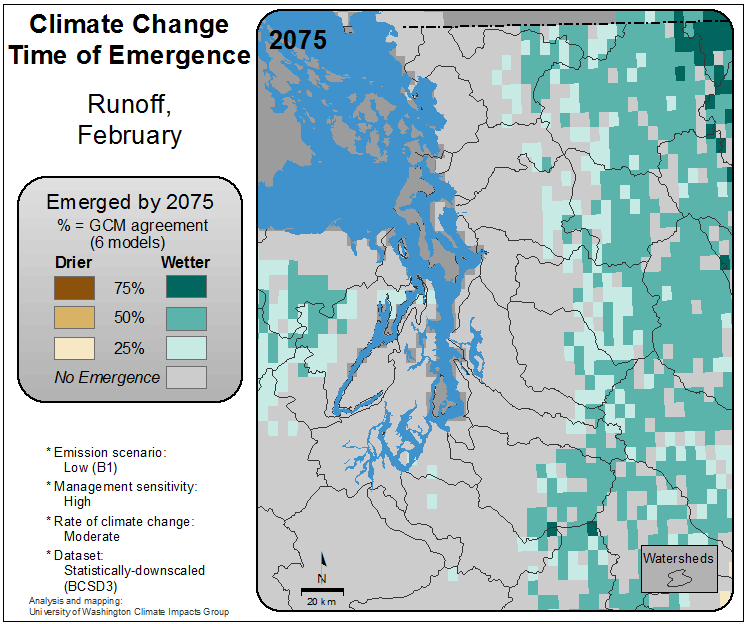 Climate Change
Time of Emergence
Runoff,
February
Emerged by 2075
% = GCM agreement
(6 models)
Drier Wetter
75%
50%
25%
No Emergence
* Emission scenario:
Low (B1)
* Management sensitivity:
High
* Rate of climate change:
Moderate
* Dataset:
Statistically-downscaled
(BCSD3)
Analysis and mapping:
University of Washington Climate Impacts Group
2075
N
20 km
Watersheds